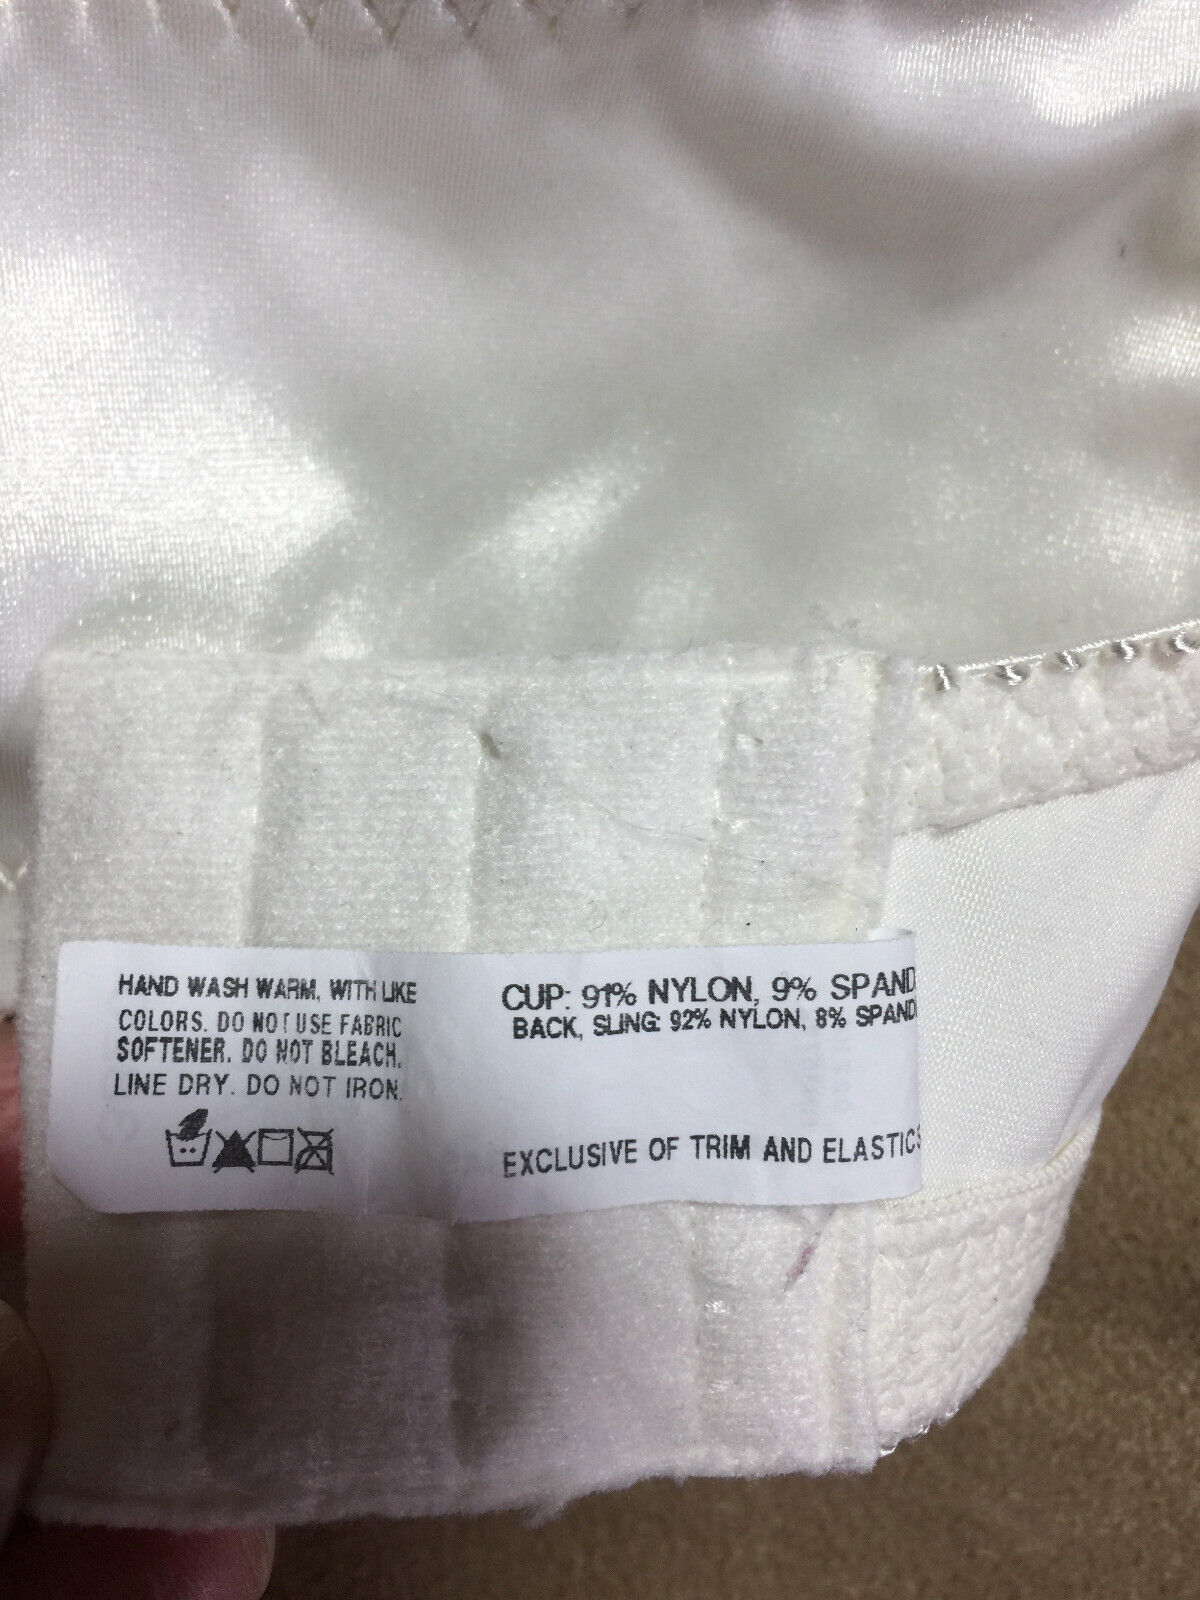 HAND WASH WARM, WITH LIKE
COLORS. DO NOT USE FABRIC
SOFTENER. DO NOT BLEACH.
LINE DRY. DO NOT IRON.
CUP: 91% NYLON, 9% SPAND
BACK, SLING: 92% NYLON, 8% SPAND
EXCLUSIVE OF TRIM AND ELASTICS